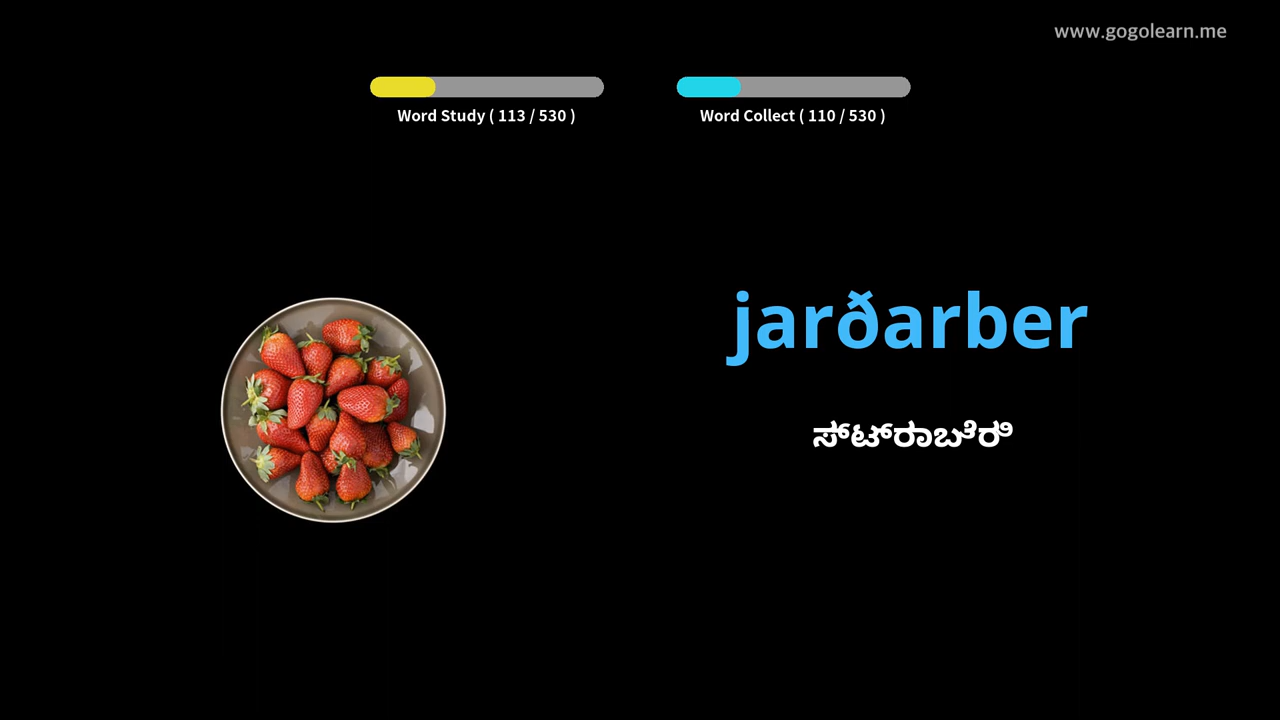 www.gogolearn.me
Word Study ( 113 / 530 )
Word Collect ( 110 / 530 )
jarðarber
ಸ್ಟ್ರಾಬೆರಿ